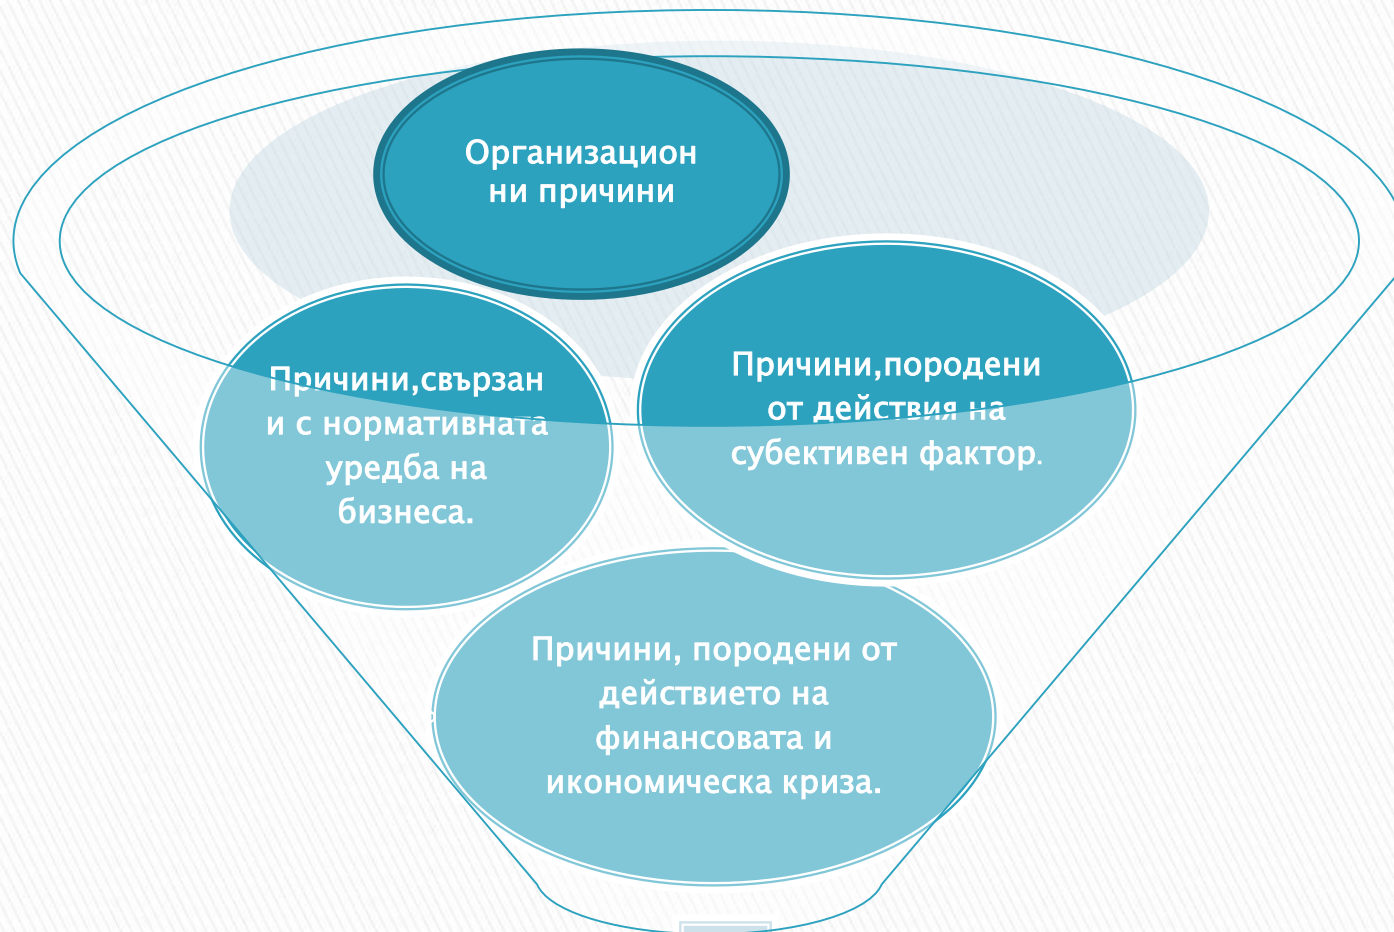 Организацион
ни причини
Причини,свързан
и с нормативната
уредба на
бизнеса.
Причини,породени
от действия на
субективен фактор.
Причини, породени от
действието на
финансовата и
икономическа криза.